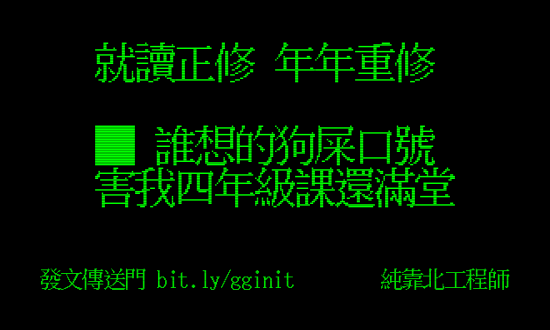 就讀正修 年年重修
██ 誰想的狗屎口號
害我四年級課還滿堂
發文傳送門 bit.ly/gginit 純靠北工程師